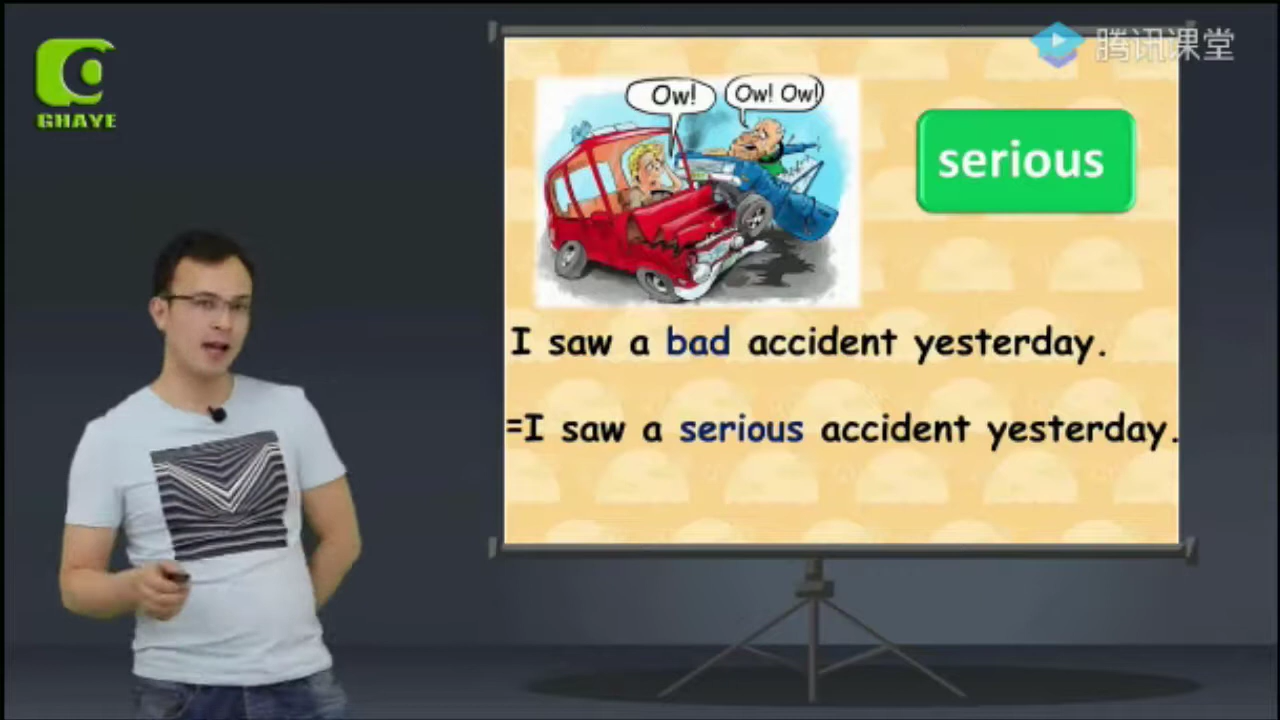 GHAYE
腾讯课堂
Ow!
Ow! Ow!
serious
I saw a bad accident yesterday.
=I saw a serious accident yesterday.